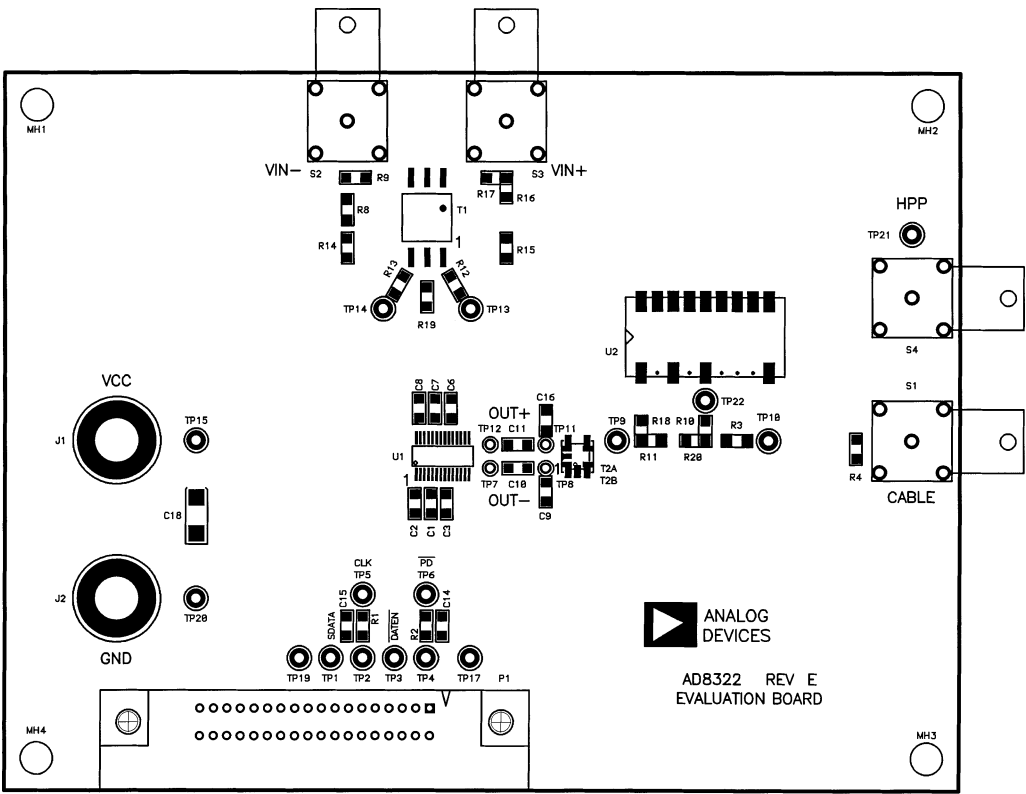 MH1
MH2
VIN-
S2
R9
S3
VIN+
R17
R16
R8
T1
R14
1
R15
HPP
TP21
R13
R12
TP14
TP13
R19
U2
S4
VCC
S1
C8
C7
C6
TP22
C16
OUT+
J1
TP15
TP12
C11
TP11
TP9
R18
R10
R3
TP10
U1
R11
R20
T2A
T2B
R4
1
TP7
C10
1
TP8
OUT-
CABLE
C18
C2
C1
C3
C9
CLK
TP5
PD
TP6
J2
TP20
C15
R1
C14
R2
SDATA
DATEN
GND
ANALOG
DEVICES
TP19
TP1
TP2
TP3
TP4
TP17
P1
AD8322 REV E
EVALUATION BOARD
MH4
MH3